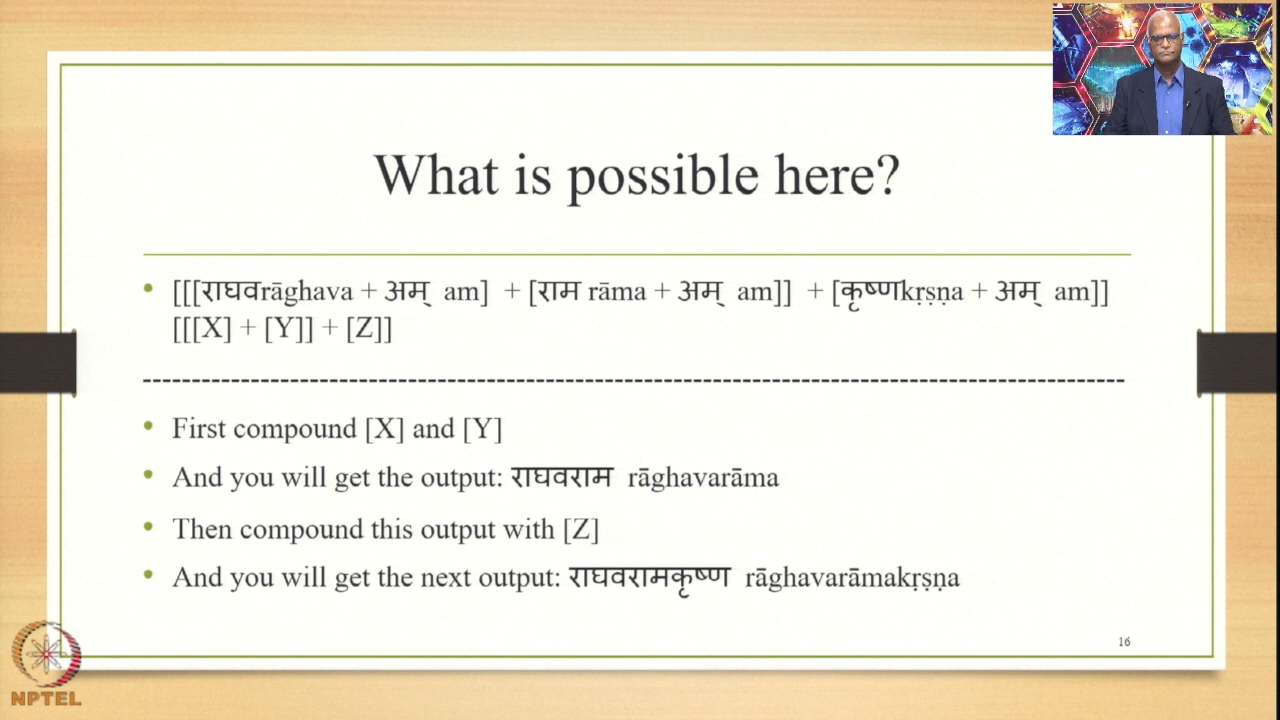 What is possible here?
• [[[राघवrāghava + अम् am] + [राम rāma + अम् am]] + [कृष्णkṛṣṇa + अम् am]]
[[[X] + [Y]] + [Z]]
--------------------------------------------------------------------------------------------------
• First compound [X] and [Y]
• And you will get the output: राघवराम rāghavarāma
• Then compound this output with [Z]
• And you will get the next output: राघवरामकृष्ण rāghavarāmakṛṣṇa
16
NPTEL